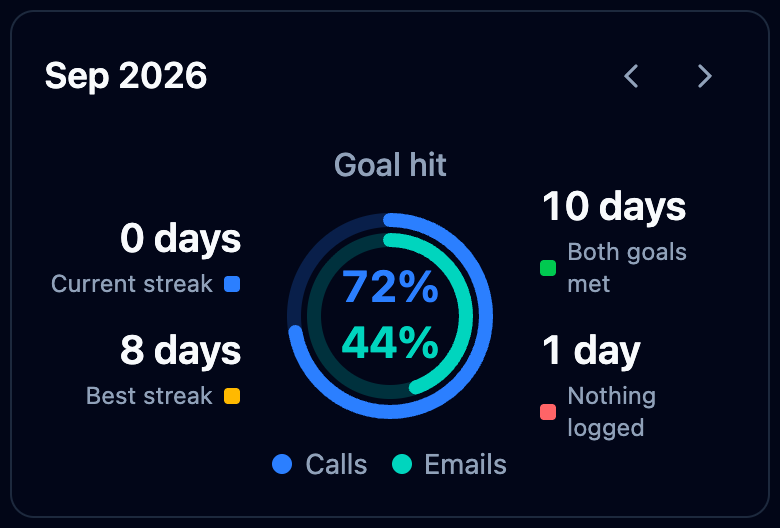 Sep 2026
Goal hit
0 days
Current streak
8 days
Best streak
72%
44%
10 days
Both goals
met
1 day
Nothing
logged
Calls
Emails